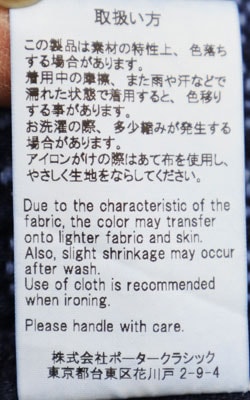 取扱い方
この製品は素材の特性上、色落ち
する場合があります。
着用中の摩擦、また雨や汗などで
濡れた状態で着用すると、色移り
する事があります。
お洗濯の際、多少縮みが発生する
場合があります。
アイロンがけの際はあて布を使用し、
やさしく生地をならしてください。
Due to the characteristic of the
fabric, the color may transfer
onto lighter fabric and skin.
Also, slight shrinkage may occur
after wash.
Use of cloth is recommended
when ironing.
Please handle with care.
株式会社ポータークラシック
東京都台東区花川戸2-9-4